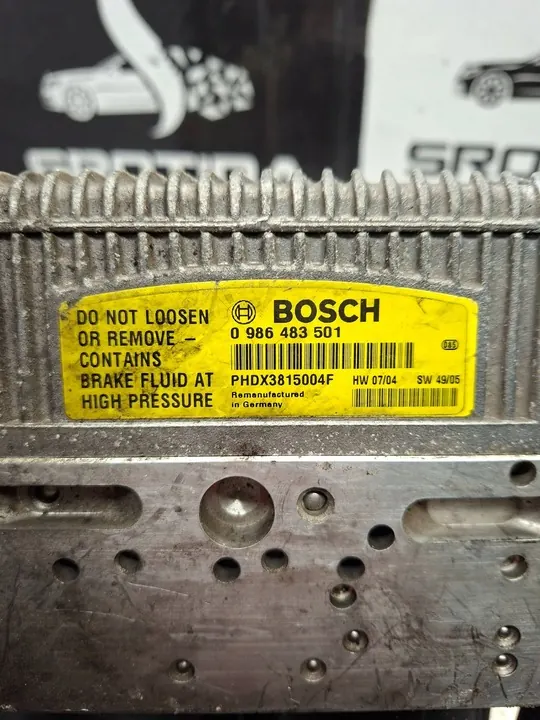 DO NOT LOOSEN
OR REMOVE –
CONTAINS
BRAKE FLUID AT
HIGH PRESSURE
BOSCH
0 986 483 501
PHDX3815004F HW 07/04 SW 49/05
Remanufactured
in Germany